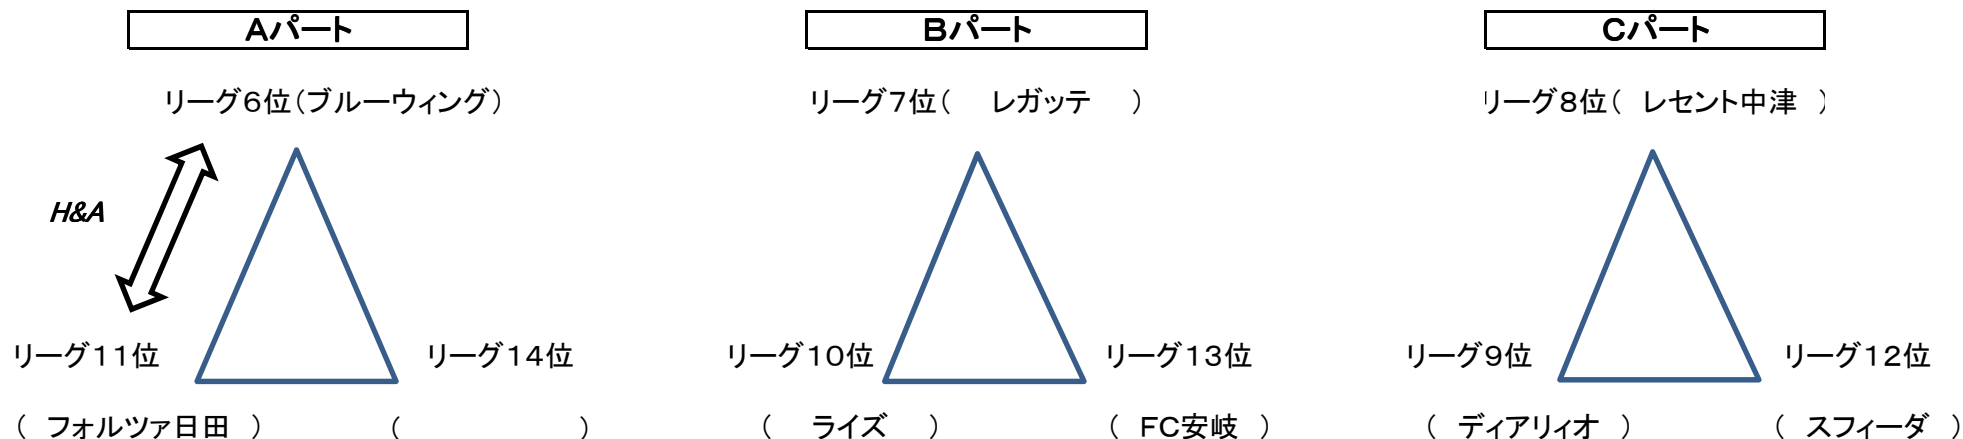 Aパート Bパート Cパート
リーグ6位(ブルーウィング) リーグ7位( レガッテ ) リーグ8位( レセント中津 )
H&A
リーグ11位 リーグ14位 リーグ10位 リーグ13位 リーグ9位 リーグ12位
( フォルツァ日田 ) ( ) ( ライズ ) ( FC安岐 ) ( ディアリィオ ) ( スフィーダ )